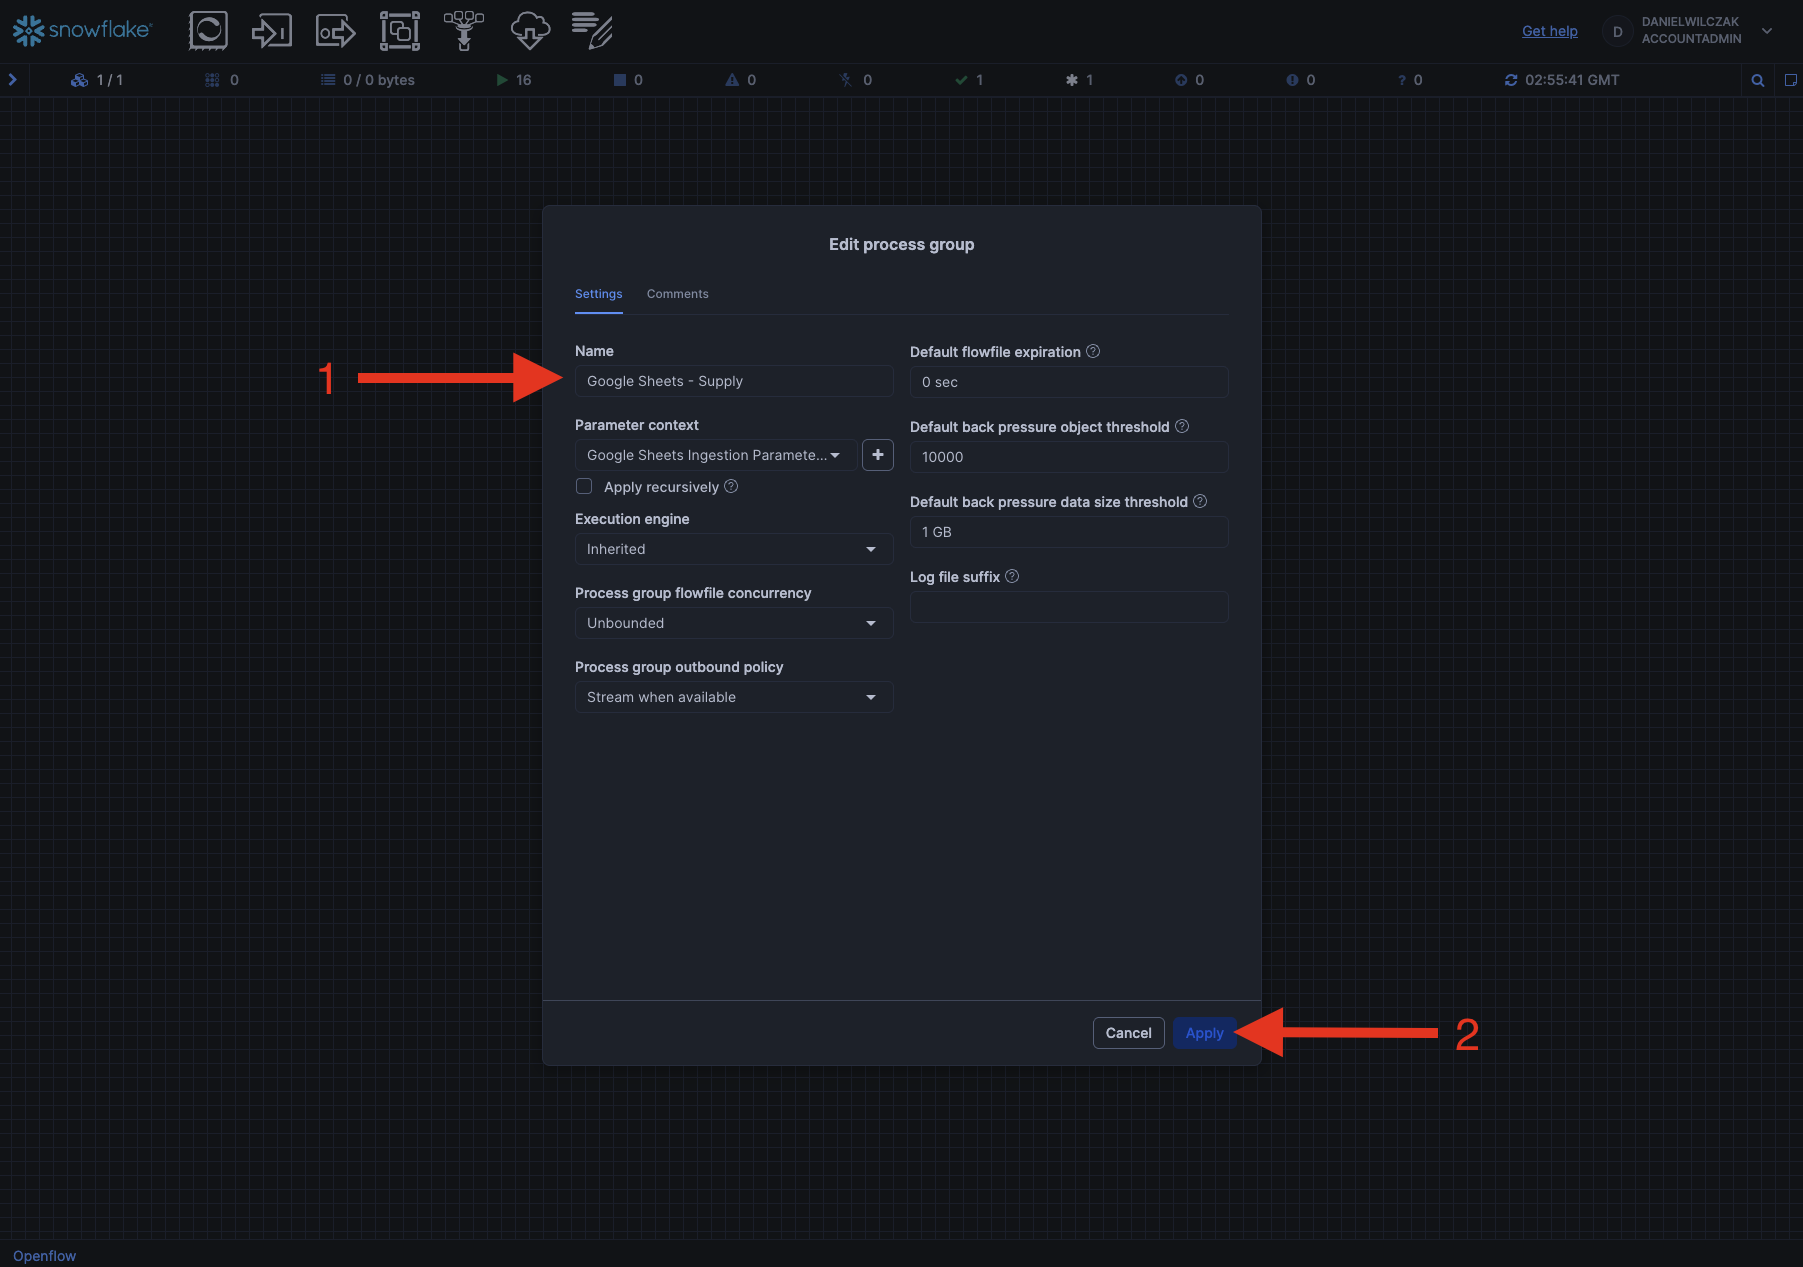 snowflake
Get help
D
DANIELWILCZAK
ACCOUNTADMIN
1 / 1
0
0 / 0 bytes
16
0
0
0
1
1
0
0
0
02:55:41 GMT
Edit process group
Settings
Comments
Name
Google Sheets - Supply
Parameter context
Google Sheets Ingestion Paramete...
Apply recursively
Execution engine
Inherited
Process group flowfile concurrency
Unbounded
Process group outbound policy
Stream when available
Default flowfile expiration
0 sec
Default back pressure object threshold
10000
Default back pressure data size threshold
1 GB
Log file suffix
1
Cancel
Apply
2
Openflow